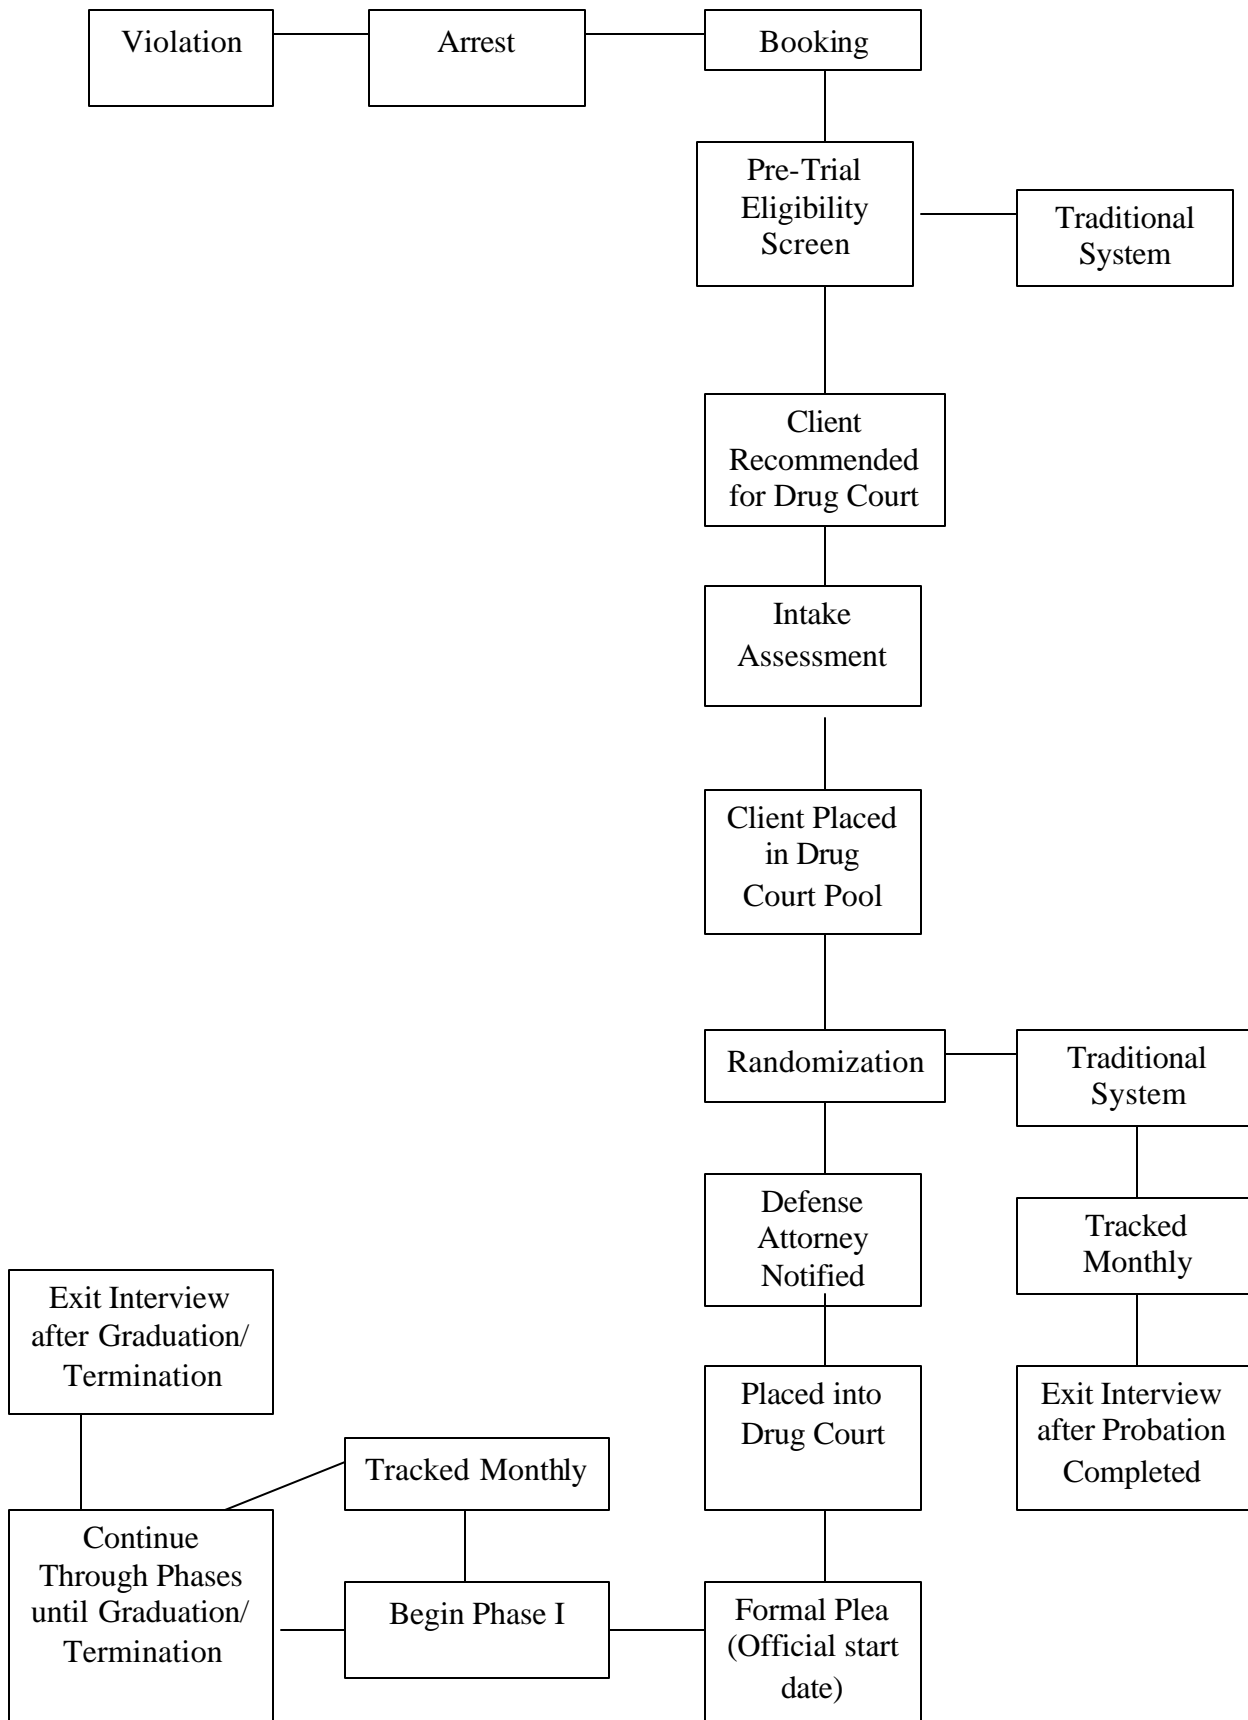 Violation
Arrest
Booking
Pre-Trial
Eligibility
Screen
Traditional
System
Client
Recommended
for Drug Court
Intake
Assessment
Client Placed
in Drug
Court Pool
Randomization
Traditional
System
Defense
Attorney
Notified
Tracked
Monthly
Exit Interview
after Graduation/
Termination
Placed into
Drug Court
Exit Interview
after Probation
Completed
Tracked Monthly
Continue
Through Phases
until Graduation/
Termination
Begin Phase I
Formal Plea
(Official start
date)